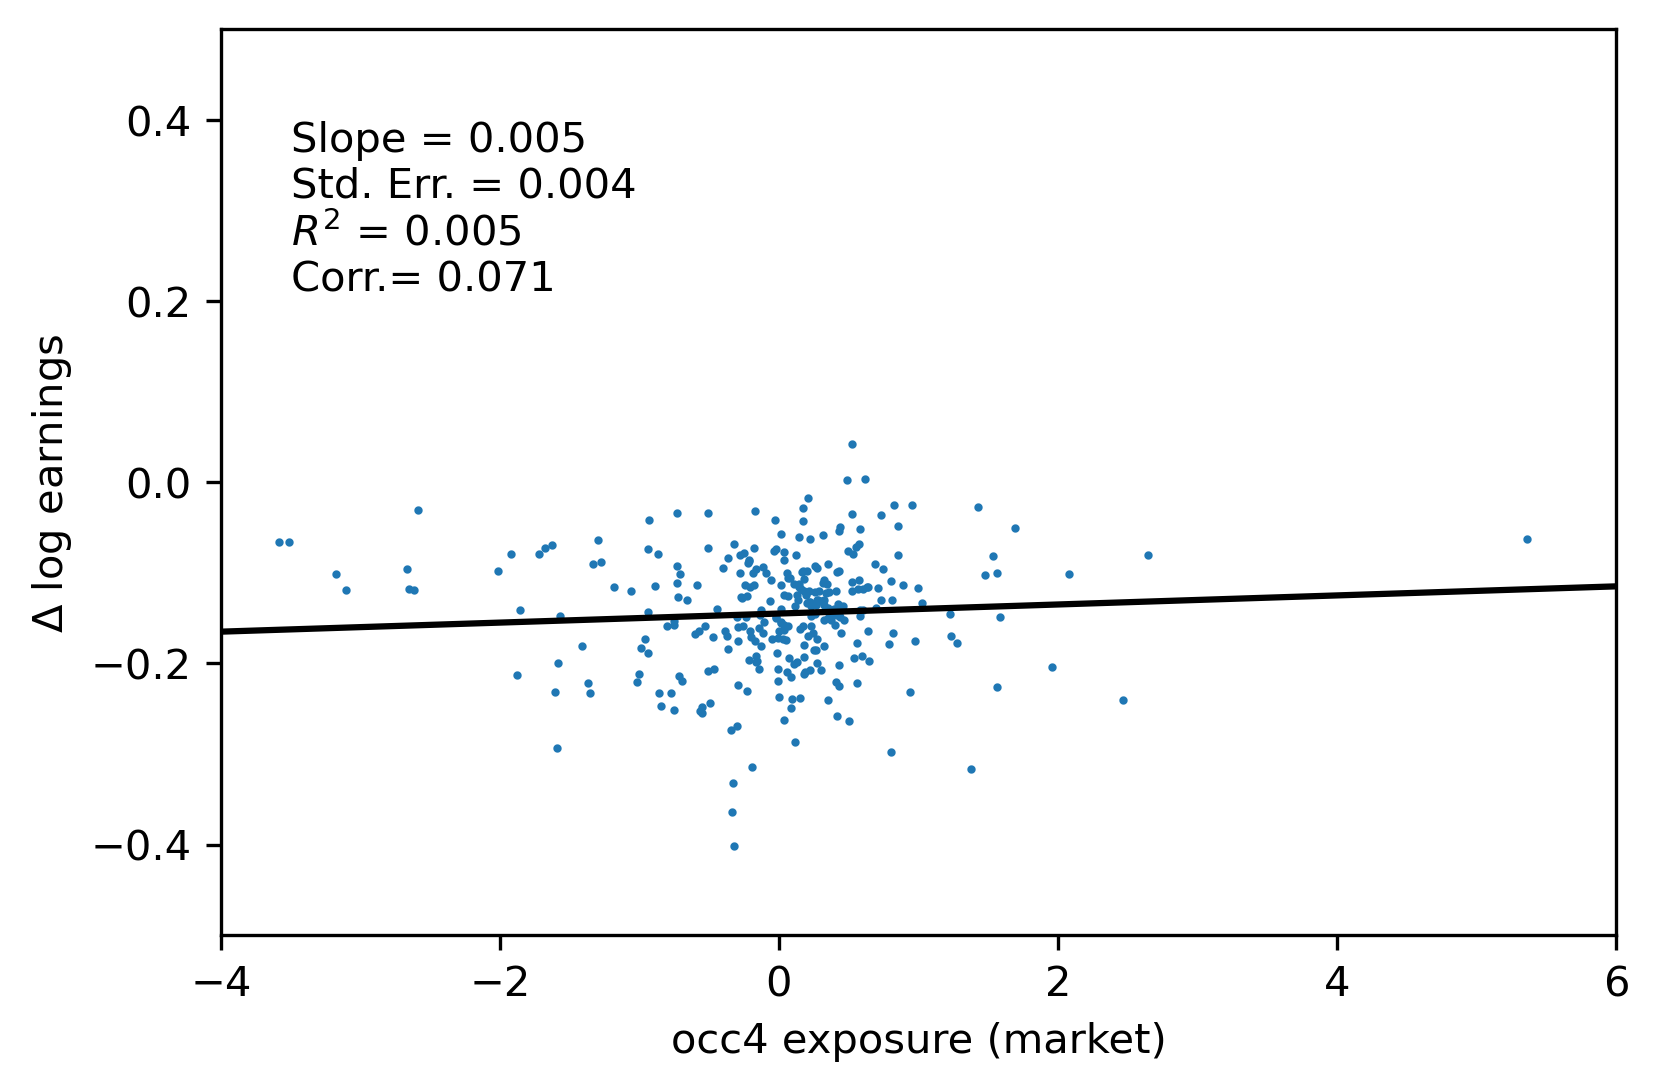 Slope = 0.005
Std. Err. = 0.004
R² = 0.005
Corr.= 0.071
Δ log earnings
0.4
0.2
0.0
−0.2
−0.4
−4
−2
0
2
4
6
occ4 exposure (market)